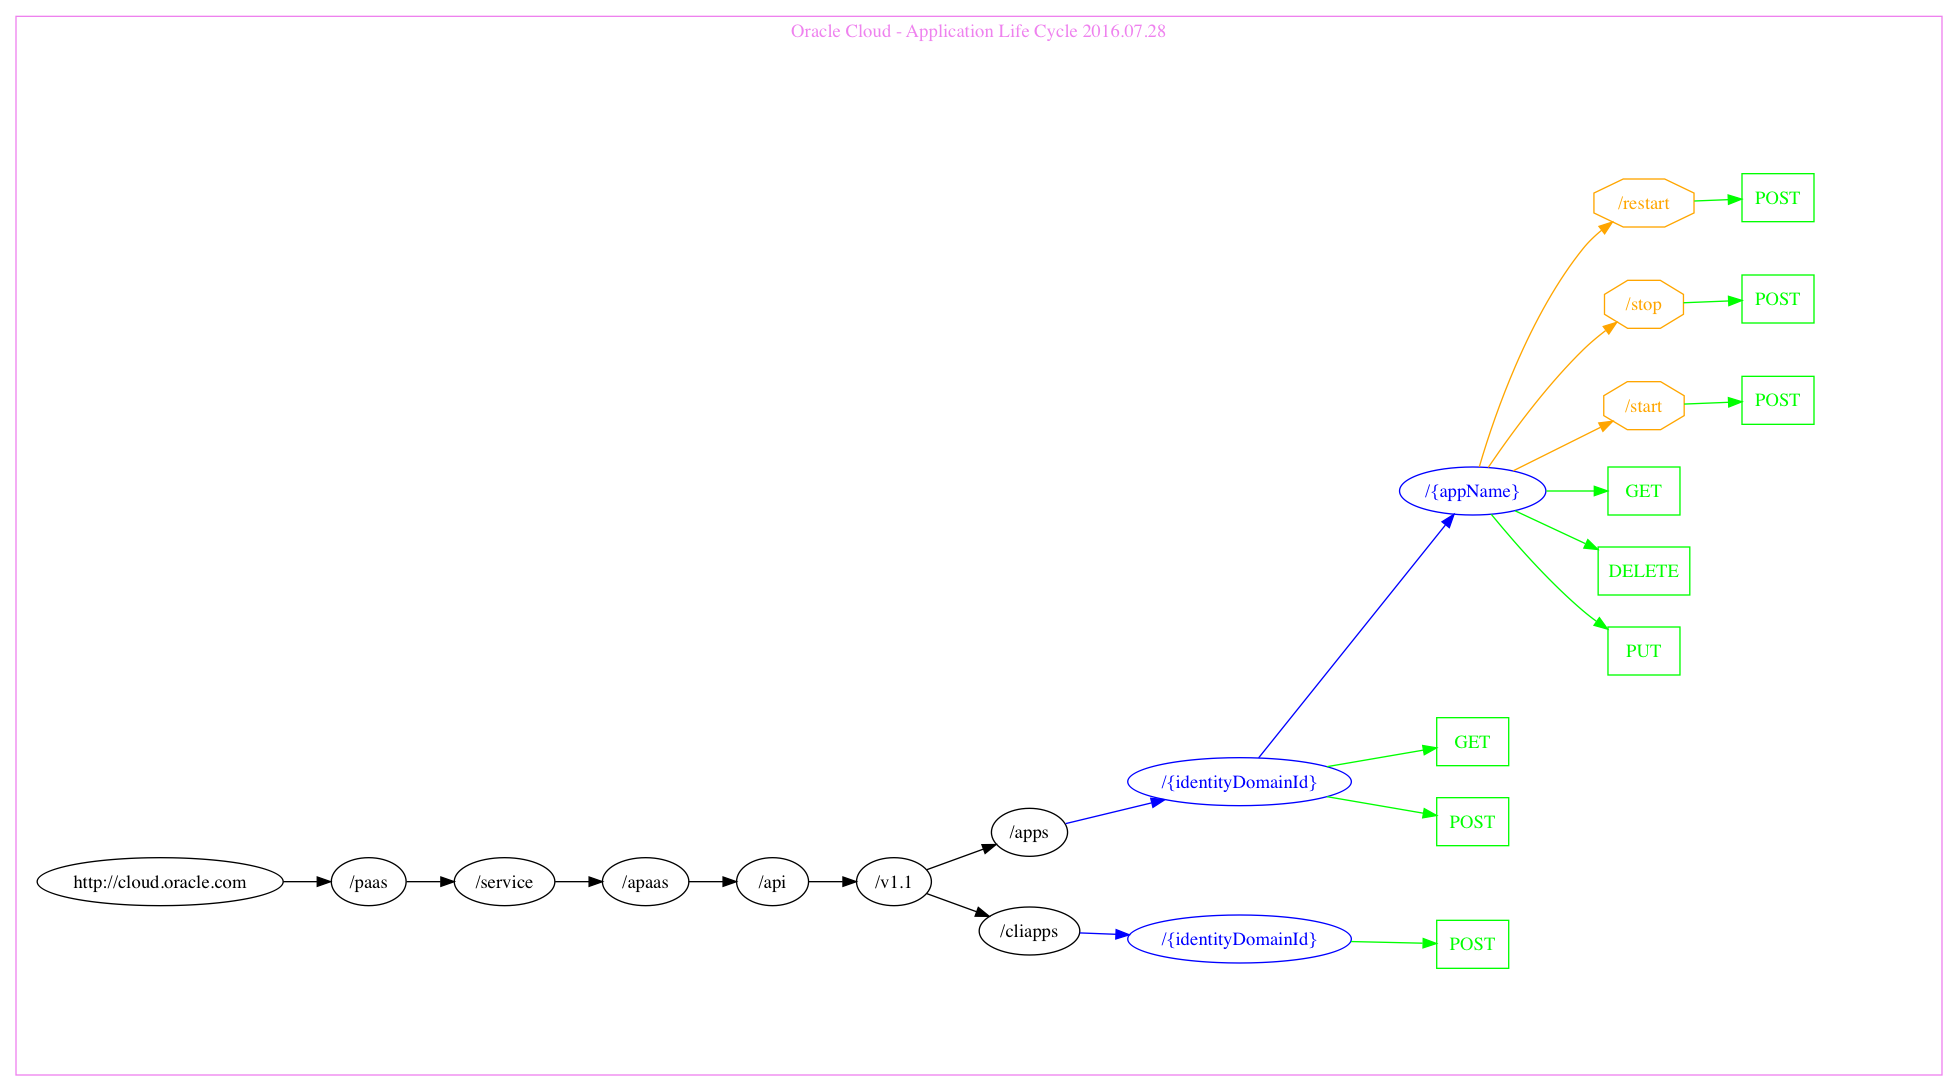 Oracle Cloud - Application Life Cycle 2016.07.28
/restart
POST
/stop
POST
/start
POST
/{appName}
GET
DELETE
PUT
GET
/{identityDomainId}
POST
/apps
http://cloud.oracle.com
/paas
/service
/apaas
/api
/v1.1
/cliapps
/{identityDomainId}
POST